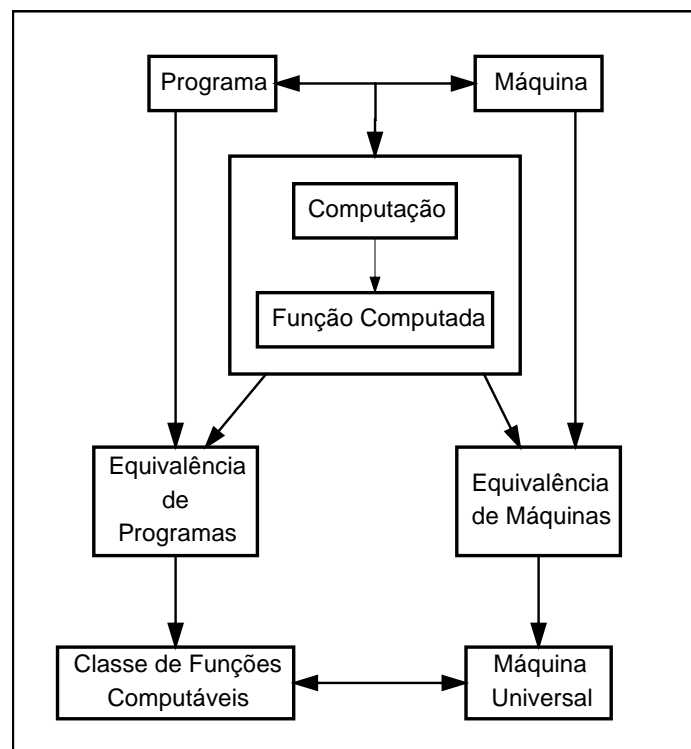 Programa
Máquina
Computação
Função Computada
Equivalência
de
Programas
Equivalência
de Máquinas
Classe de Funções
Computáveis
Máquina
Universal